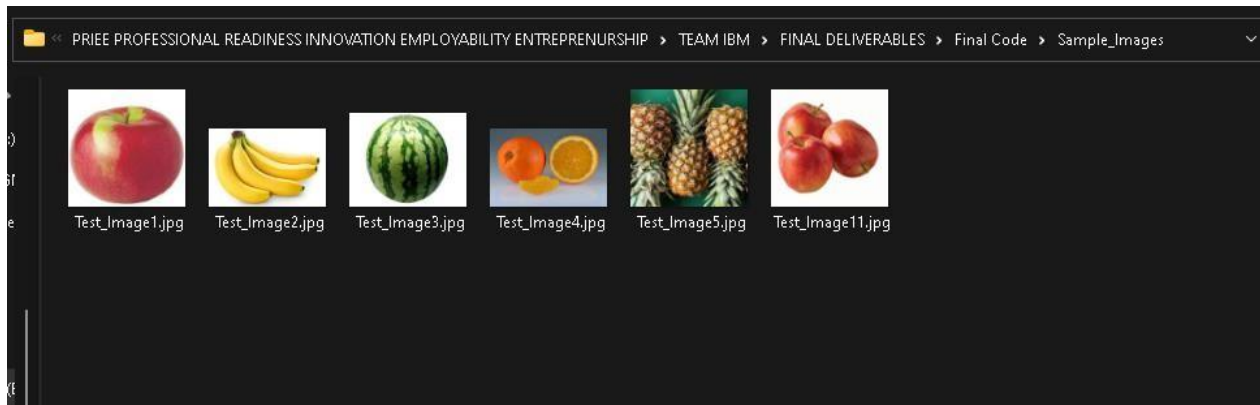 « PRIEE PROFESSIONAL READINESS INNOVATION EMPLOYABILITY ENTREPRENURSHIP > TEAM IBM > FINAL DELIVERABLES > Final Code > Sample_Images
Test_Image1.jpg Test_Image2.jpg Test_Image3.jpg Test_Image4.jpg Test_Image5.jpg Test_Image11.jpg